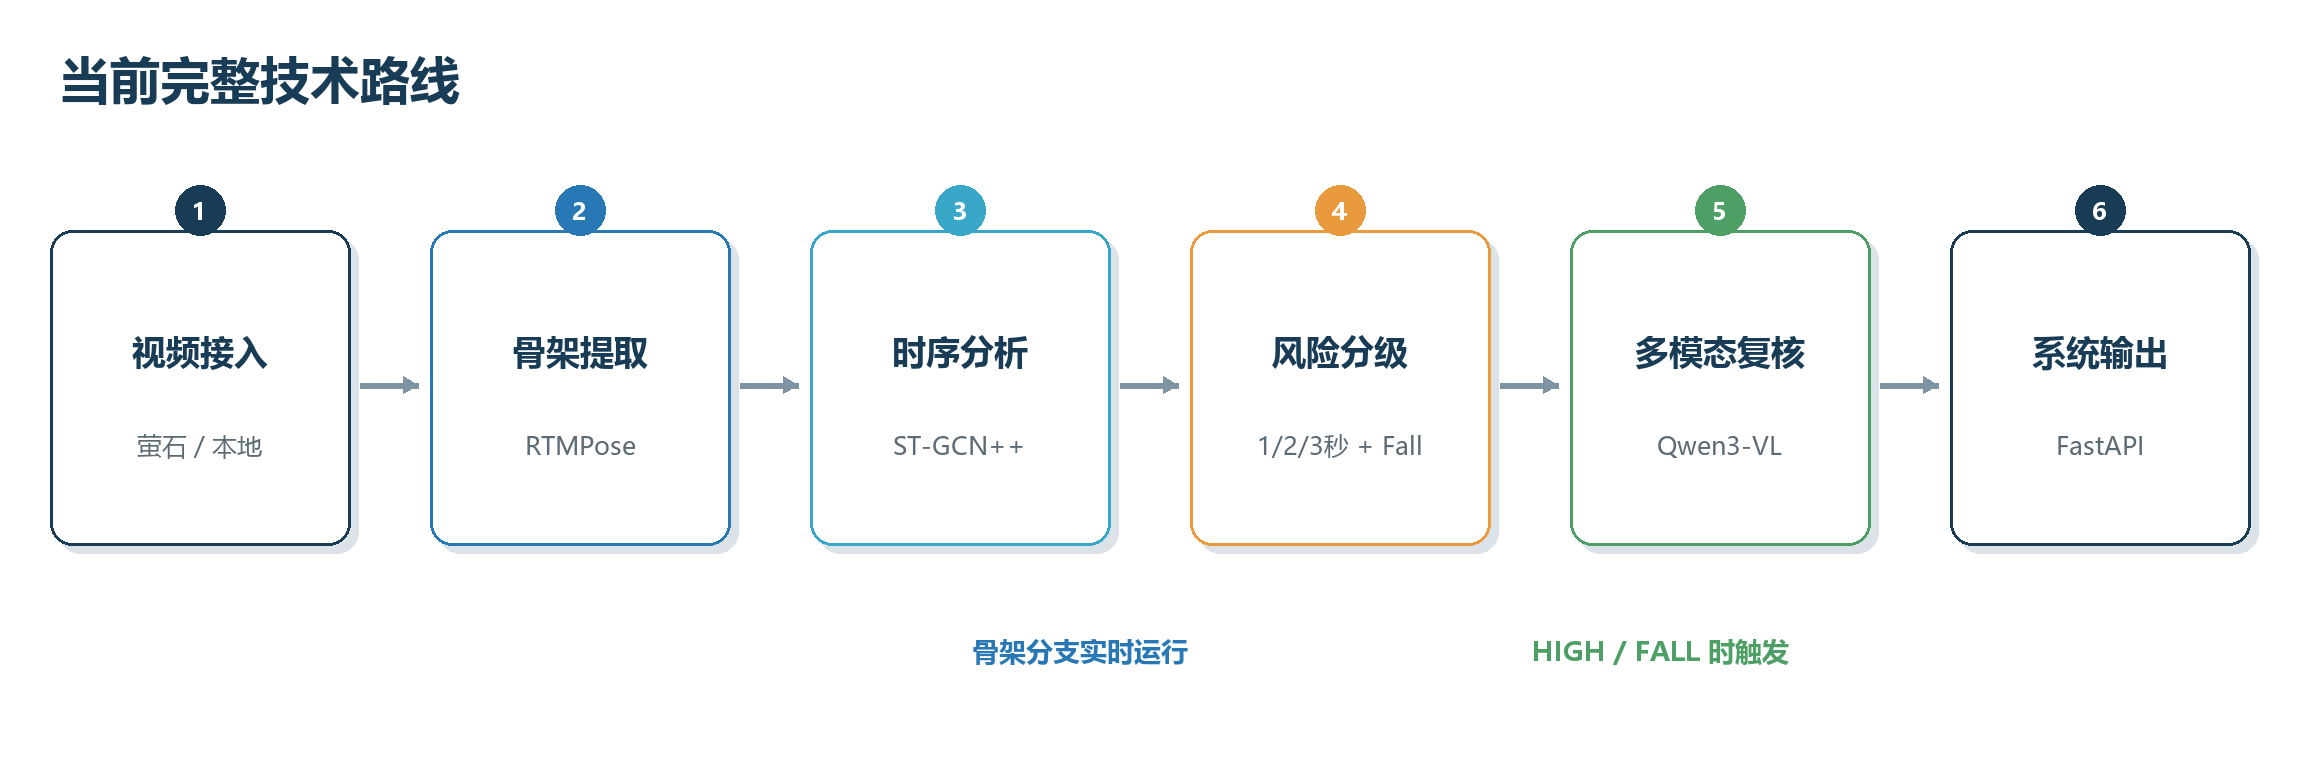 当前完整技术路线
1
2
3
4
5
6
视频接入
骨架提取
时序分析
风险分级
多模态复核
系统输出
萤石 / 本地
RTMPose
ST-GCN++
1/2/3秒 + Fall
Qwen3-VL
FastAPI
骨架分支实时运行
HIGH / FALL 时触发